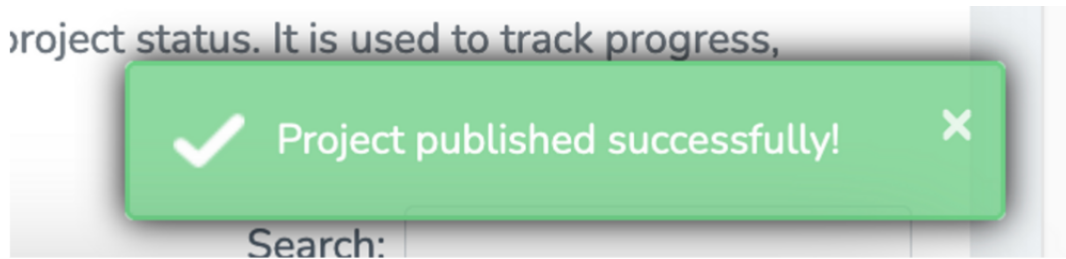 project status. It is used to track progress,
Project published successfully!
Search: